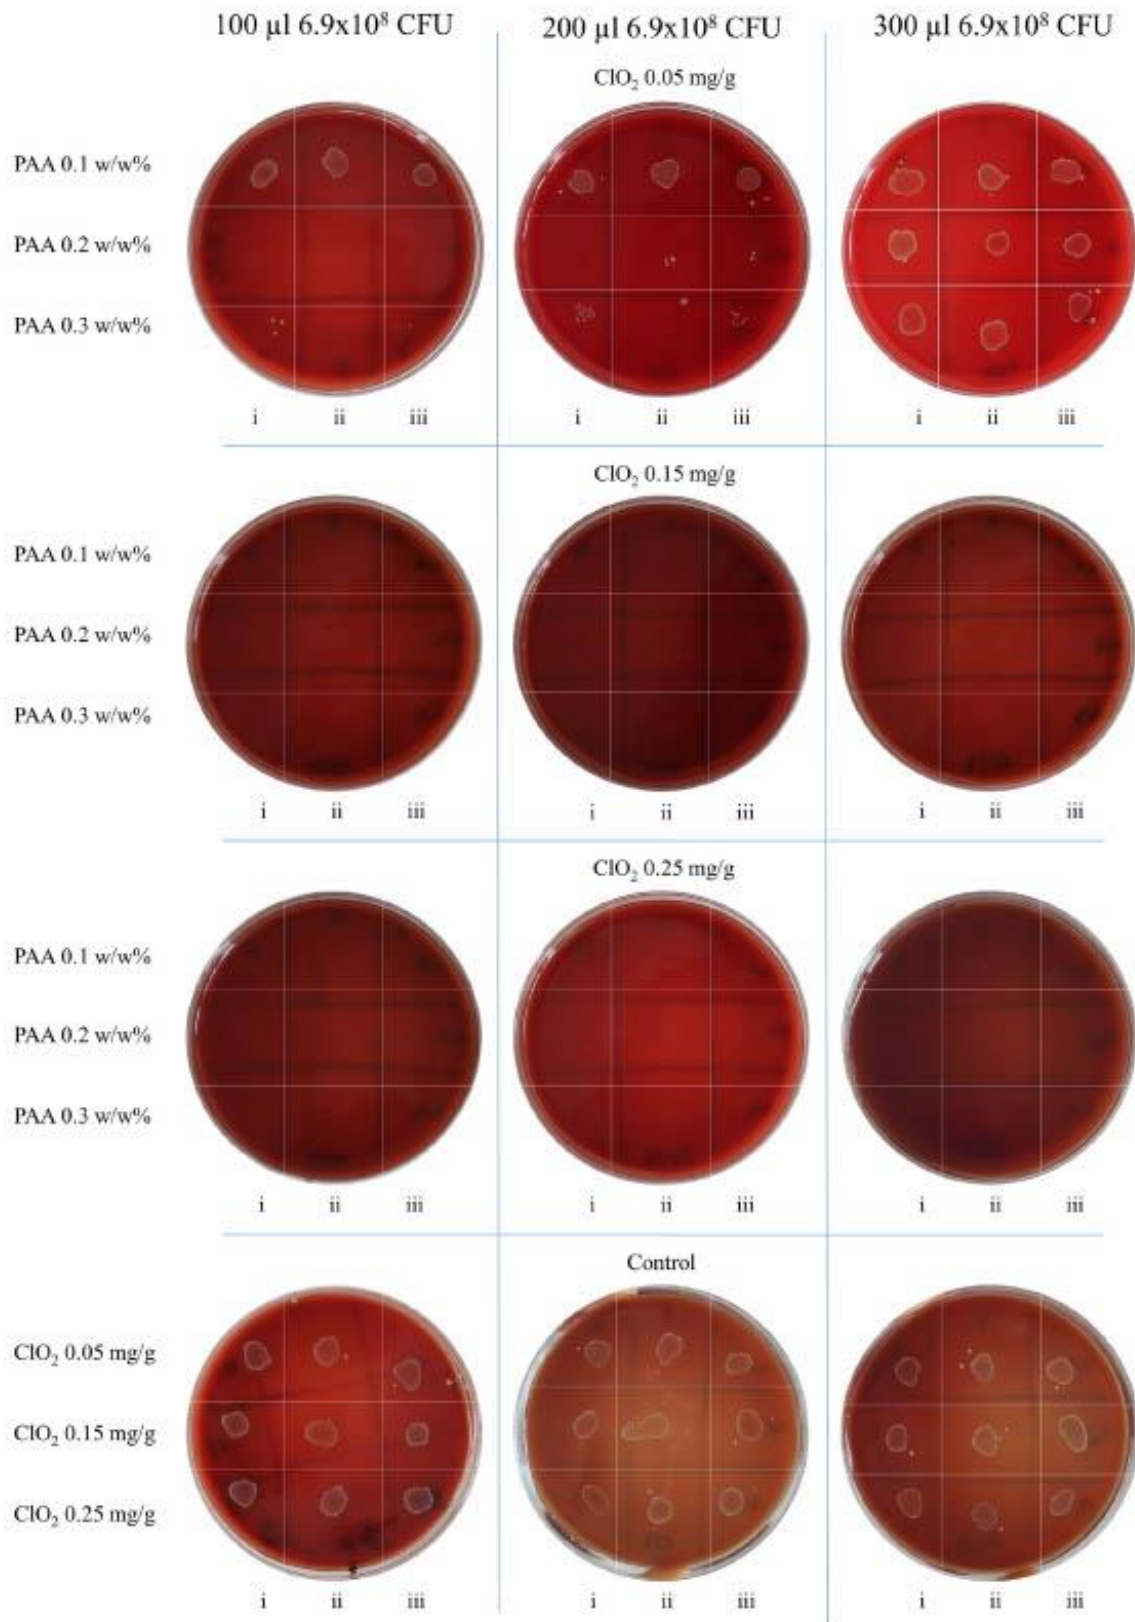 100 µl 6.9x10⁸ CFU 200 µl 6.9x10⁸ CFU 300 µl 6.9x10⁸ CFU
ClO₂ 0.05 mg/g
PAA 0.1 w/w%
PAA 0.2 w/w%
PAA 0.3 w/w%
i ii iii i ii iii i ii iii
ClO₂ 0.15 mg/g
PAA 0.1 w/w%
PAA 0.2 w/w%
PAA 0.3 w/w%
i ii iii i ii iii i ii iii
ClO₂ 0.25 mg/g
PAA 0.1 w/w%
PAA 0.2 w/w%
PAA 0.3 w/w%
i ii iii i ii iii i ii iii
Control
ClO₂ 0.05 mg/g
ClO₂ 0.15 mg/g
ClO₂ 0.25 mg/g
i ii iii i ii iii i ii iii